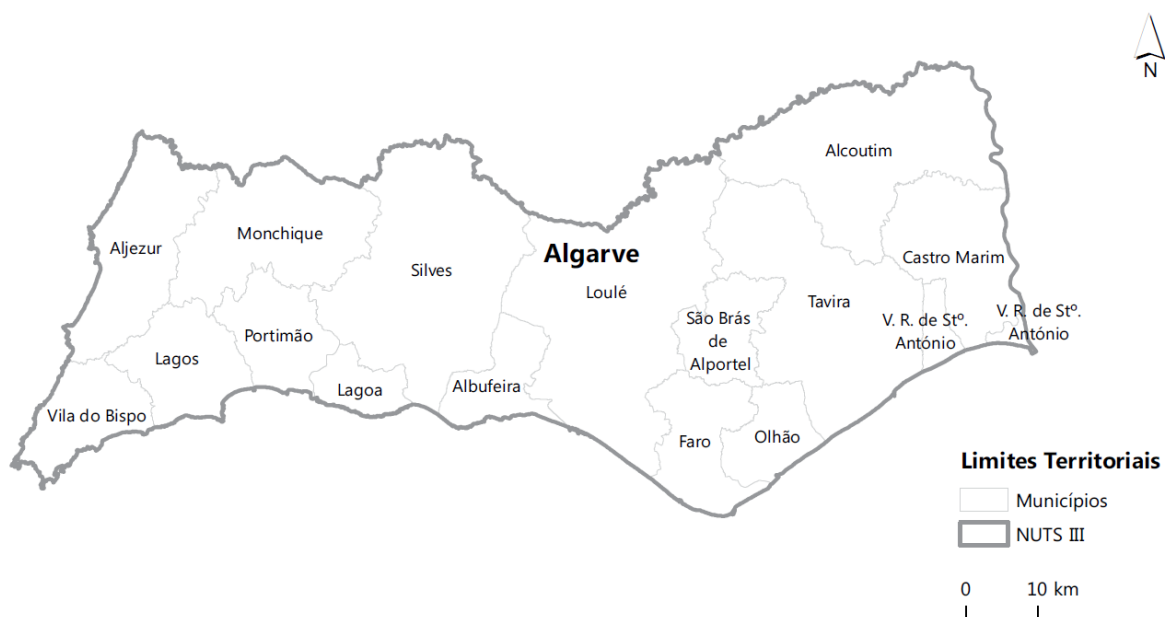 N
Alcoutim
Monchique
Aljezur
Algarve
Castro Marim
Silves
Loulé
Tavira
São Brás
de
Alportel
V. R. de Stº.
António
V. R. de Stº.
António
Portimão
Lagos
Lagoa
Albufeira
Vila do Bispo
Faro
Olhão
Limites Territoriais
Municípios
NUTS III
0 10 km